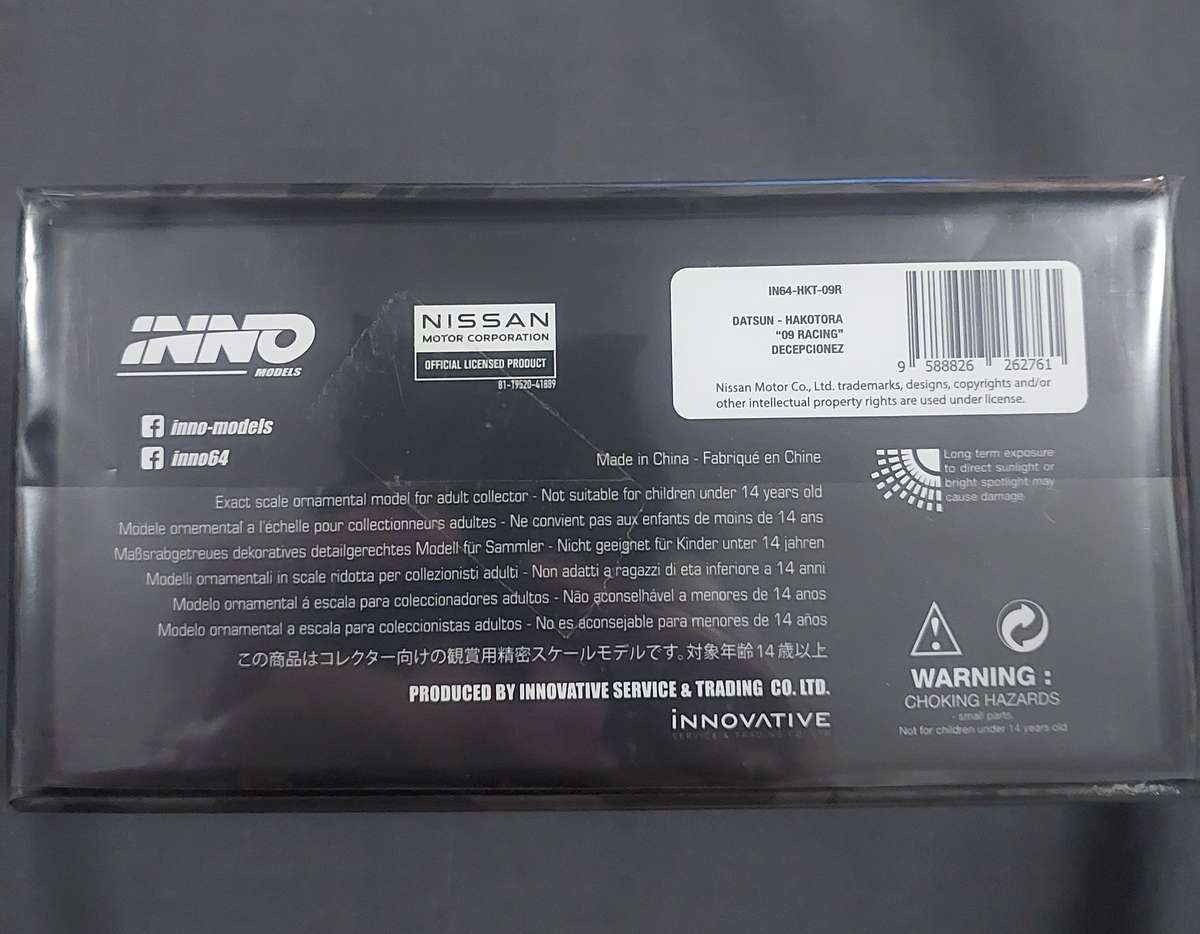 INNO
MODELS
inno-models
inno64
NISSAN
MOTOR CORPORATION
OFFICIAL LICENSED PRODUCT
81-19520-41889
IN64-HKT-09R
DATSUN - HAKOTORA
"09 RACING"
DECEPCIONEZ
9 588826 262761
Nissan Motor Co., Ltd. trademarks, designs, copyrights and/or
other intellectual property rights are used under license.
Made in China - Fabriqué en Chine
Long term exposure
to direct sunlight or
bright spotlight may
cause damage
Exact scale ornamental model for adult collector - Not suitable for children under 14 years old
Modele ornemental a l'échelle pour collectionneurs adultes - Ne convient pas aux enfants de moins de 14 ans
Maßsrabgetreues dekoratives detailgerechtes Modell für Sammler - Nicht geeignet für Kinder unter 14 jahren
Modelli ornamentali in scale ridotta per collezionisti adulti - Non adatti a ragazzi di eta inferiore a 14 anni
Modelo ornamental á escala para coleccionadores adultos - Não aconselhável a menores de 14 anos
Modelo ornamental a escala para coleccionistas adultos - No es aconsejable para menores de 14 años
この商品はコレクター向けの観賞用精密スケールモデルです。対象年齢14歳以上
PRODUCED BY INNOVATIVE SERVICE & TRADING CO. LTD.
INNOVATIVE
SERVICE & TRADING CO. LTD
WARNING :
CHOKING HAZARDS
- small parts.
Not for children under 14 years old